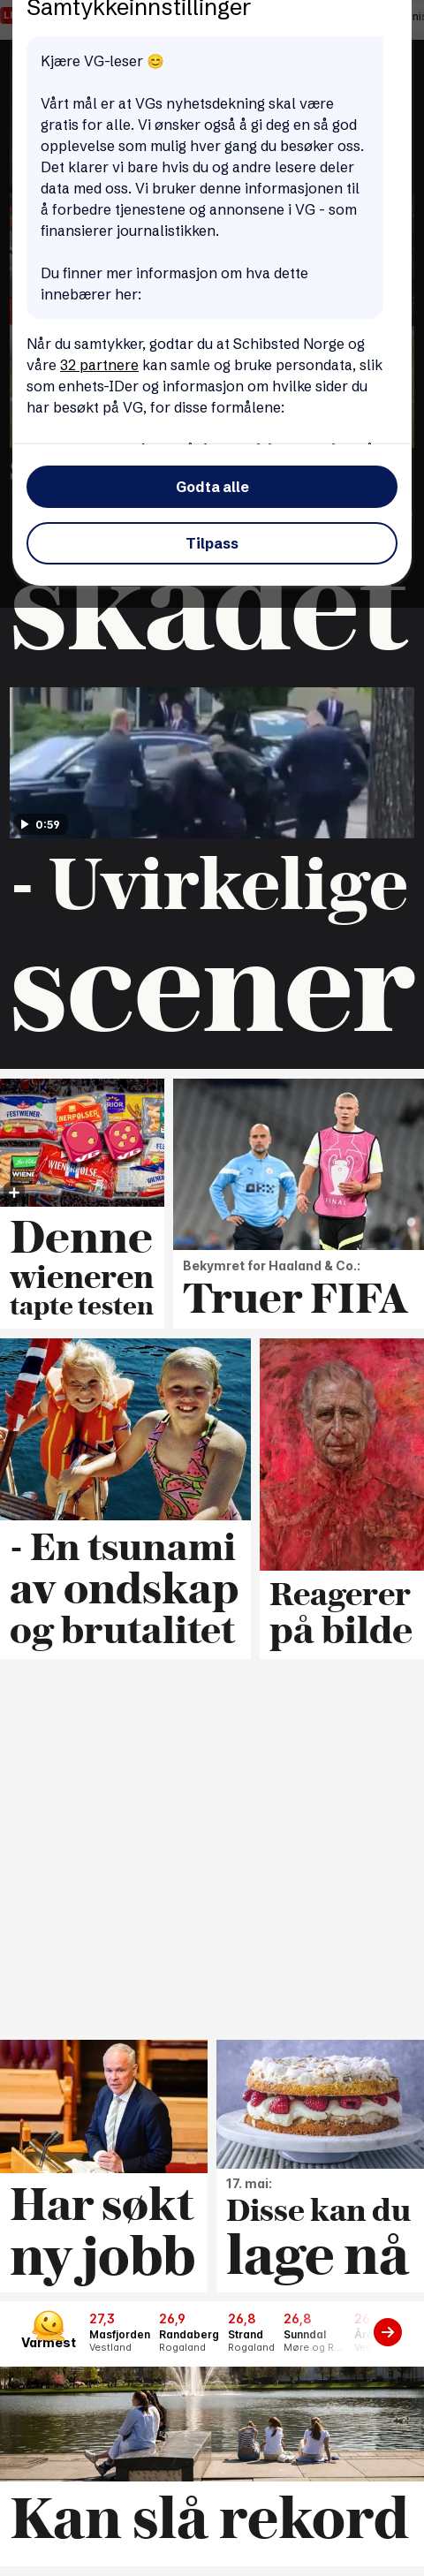 Samtykkeinnstillinger
Kjære VG-leser 😊
Vårt mål er at VGs nyhetsdekning skal være
gratis for alle. Vi ønsker også å gi deg en så god
opplevelse som mulig hver gang du besøker oss.
Det klarer vi bare hvis du og andre lesere deler
data med oss. Vi bruker denne informasjonen til
å forbedre tjenestene og annonsene i VG - som
finansierer journalistikken.
Du finner mer informasjon om hva dette
innebærer her:
Når du samtykker, godtar du at Schibsted Norge og
våre 32 partnere kan samle og bruke persondata, slik
som enhets-IDer og informasjon om hvilke sider du
har besøkt på VG, for disse formålene:
Godta alle
Tilpass
skadet
0:59
- Uvirkelige
scener
FESTWIENER
WIENER
VG
VG
Denne
wieneren
tapte testen
FINAL
Bekymret for Haaland & Co.:
Truer FIFA
- En tsunami
av ondskap
og brutalitet
Reagerer
på bilde
Har søkt
ny jobb
17. mai:
Disse kan du
lage nå
Varmest
27,3
Masfjorden
Vestland
26,9
Randaberg
Rogaland
26,8
Strand
Rogaland
26,8
Sunndal
Møre og R...
Kan slå rekord